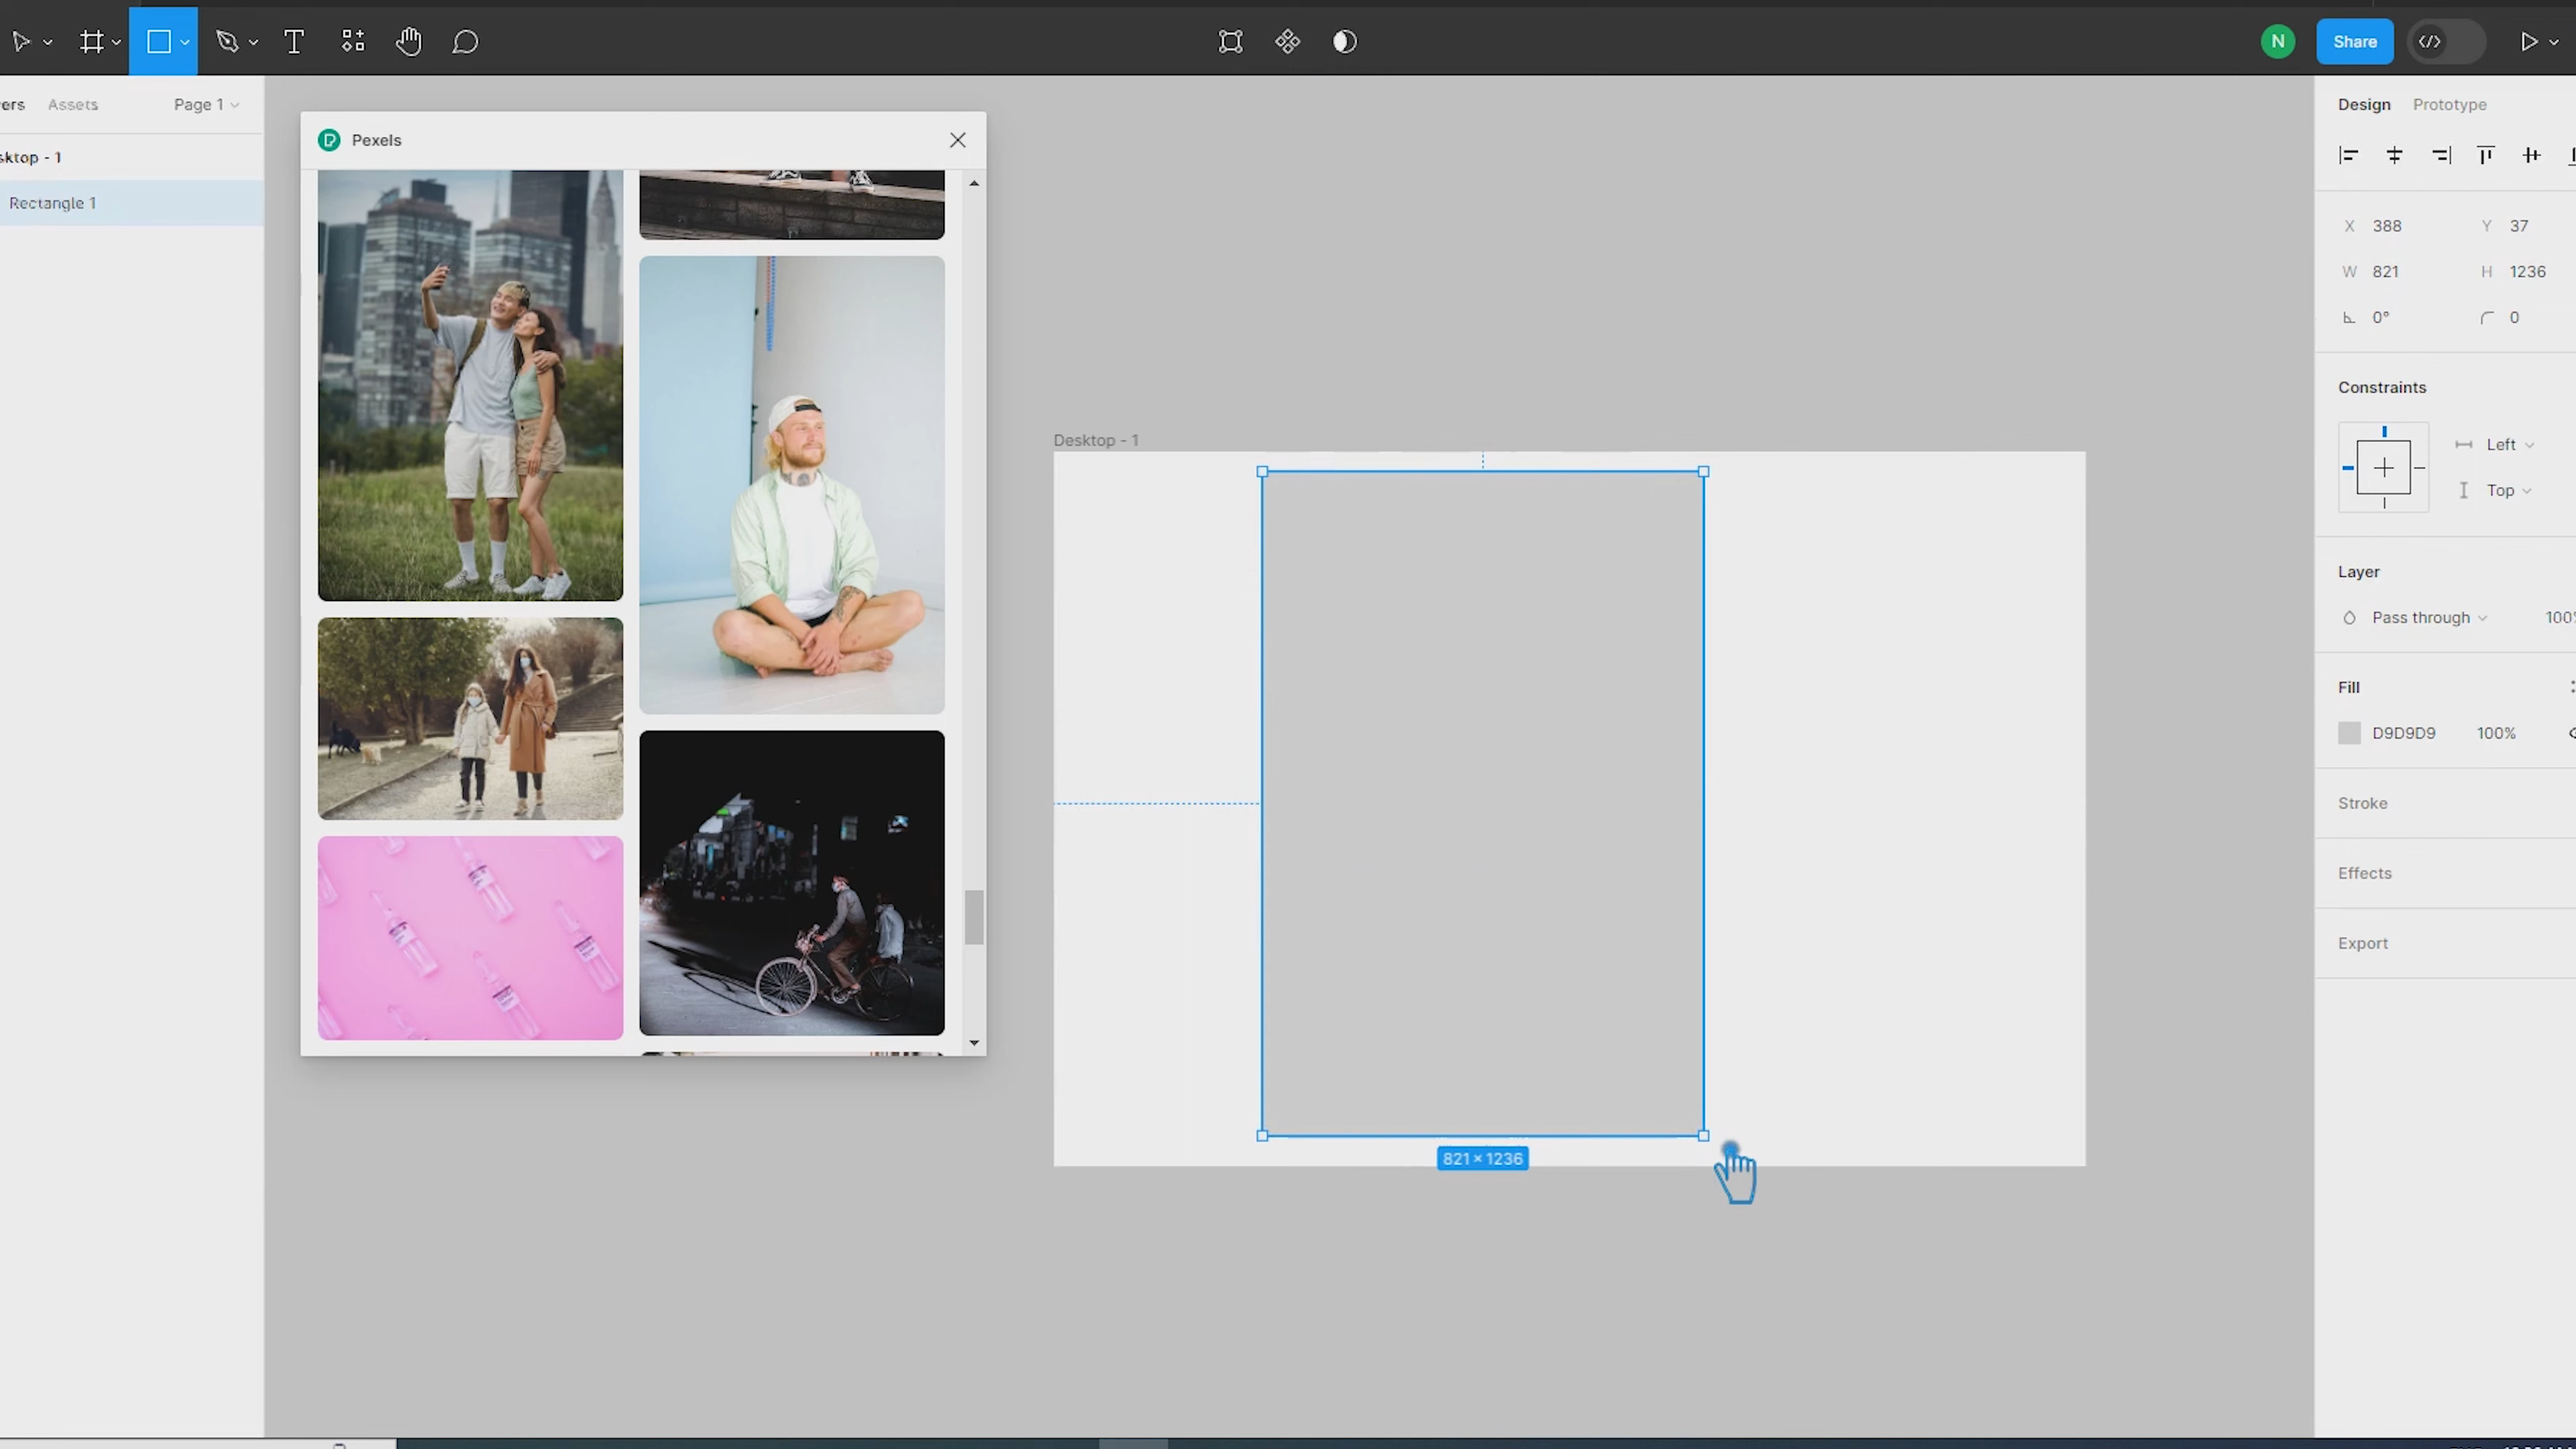 N
Share
ers Assets Page 1
sktop - 1
Rectangle 1
Pexels
Desktop - 1
821 × 1236
Design Prototype
X 388 Y 37
W 821 H 1236
0° 0
Constraints
Left
Top
Layer
Pass through 100%
Fill
D9D9D9 100%
Stroke
Effects
Export